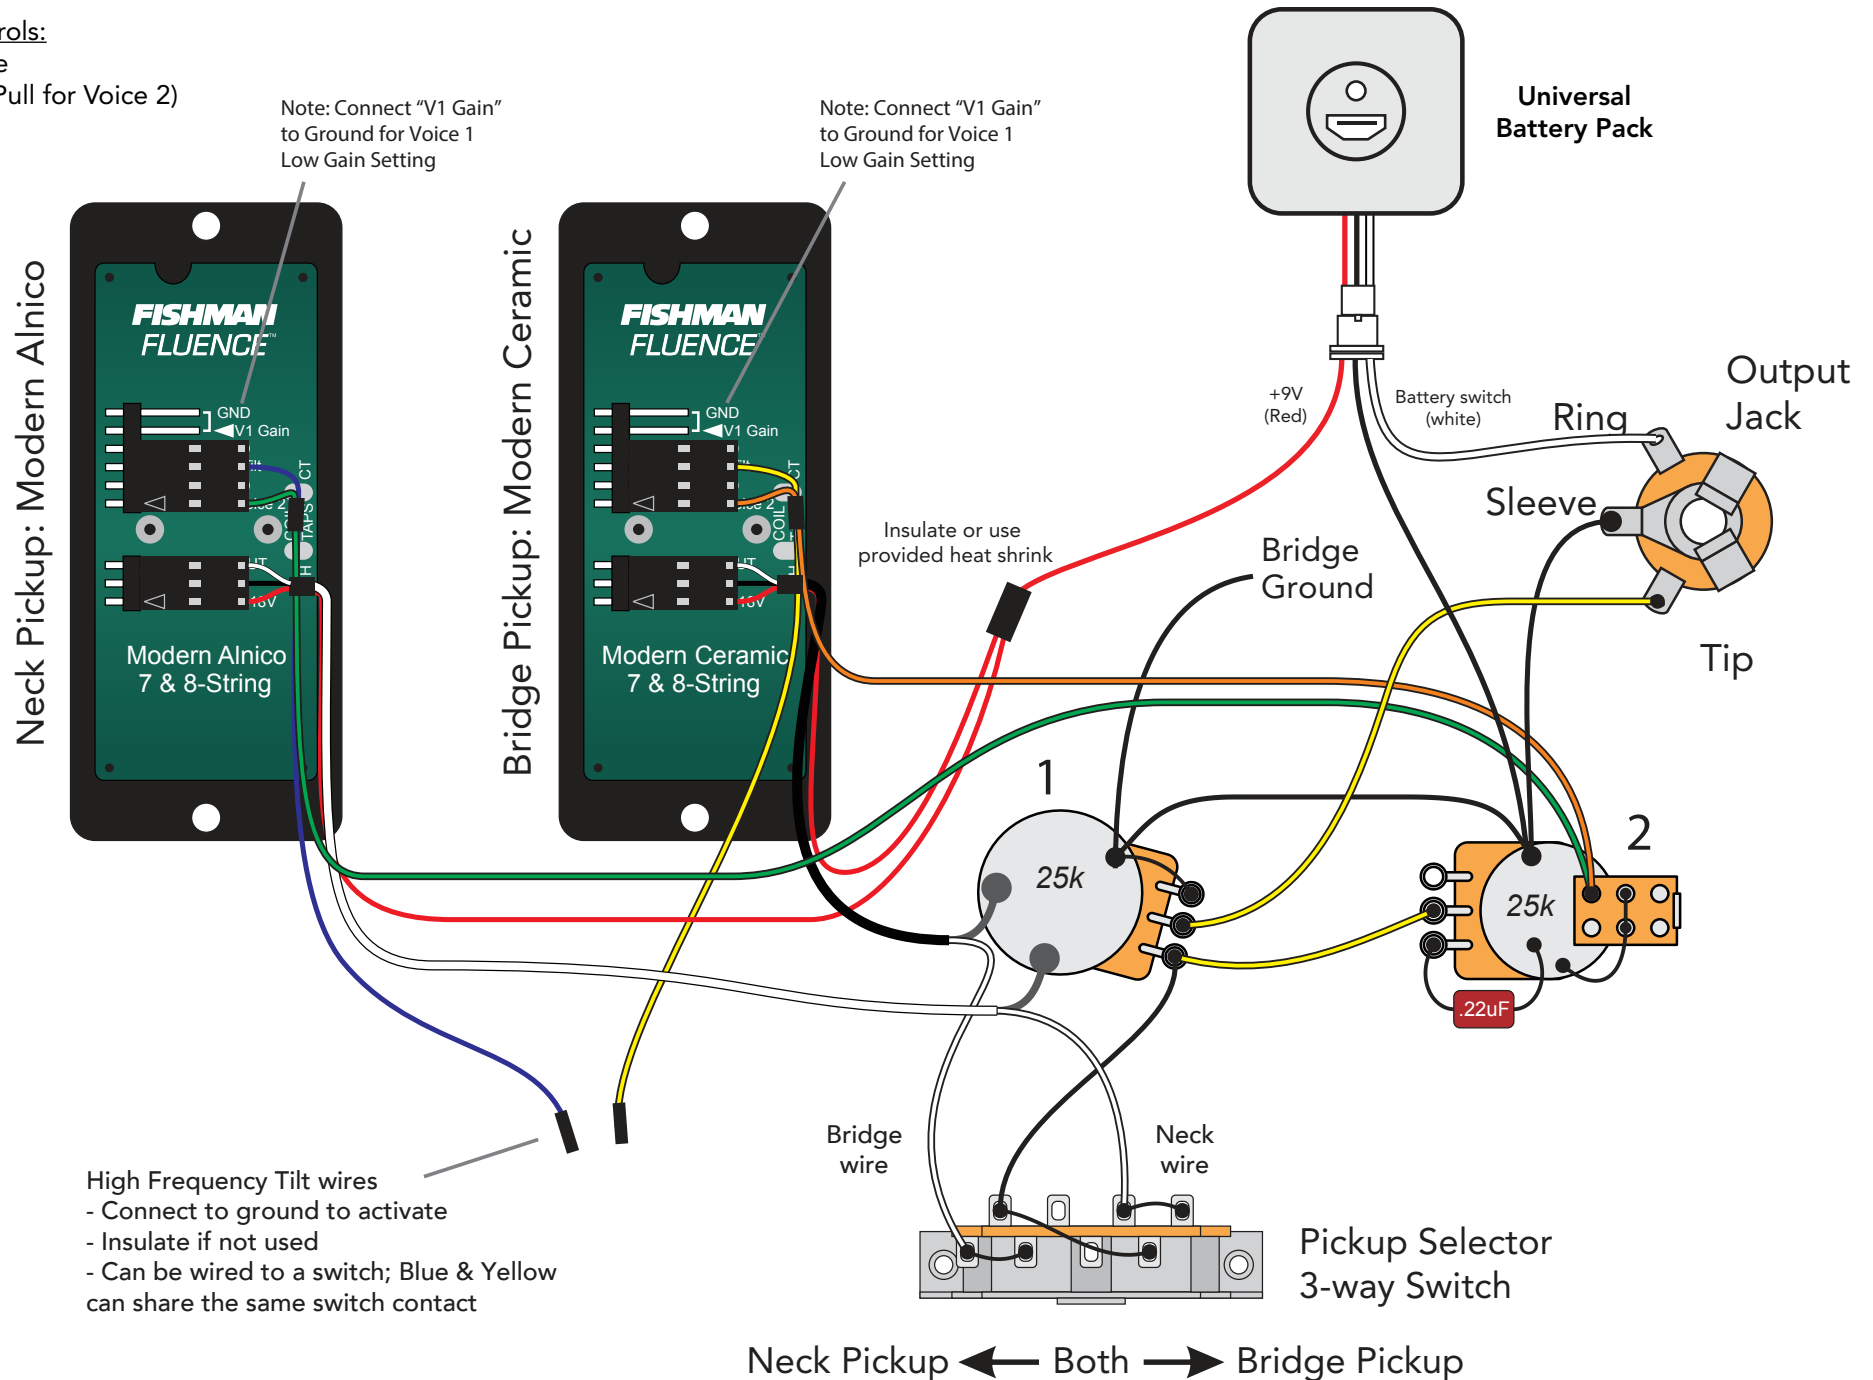 rols:
e
Pull for Voice 2)
Note: Connect “V1 Gain”
to Ground for Voice 1
Low Gain Setting
Note: Connect “V1 Gain”
to Ground for Voice 1
Low Gain Setting
Universal
Battery Pack
Neck Pickup: Modern Alnico
FISHMAN
FLUENCE™
GND
V1 Gain
CT
TAPS
18V
Modern Alnico
7 & 8-String
Bridge Pickup: Modern Ceramic
FISHMAN
FLUENCE™
GND
V1 Gain
CT
COIL
18V
Modern Ceramic
7 & 8-String
+9V
(Red)
Battery switch
(white)
Output
Jack
Ring
Sleeve
Tip
Insulate or use
provided heat shrink
Bridge
Ground
1
25k
2
25k
.22uF
Bridge
wire
Neck
wire
High Frequency Tilt wires
- Connect to ground to activate
- Insulate if not used
- Can be wired to a switch; Blue & Yellow
can share the same switch contact
Pickup Selector
3-way Switch
Neck Pickup
Both
Bridge Pickup